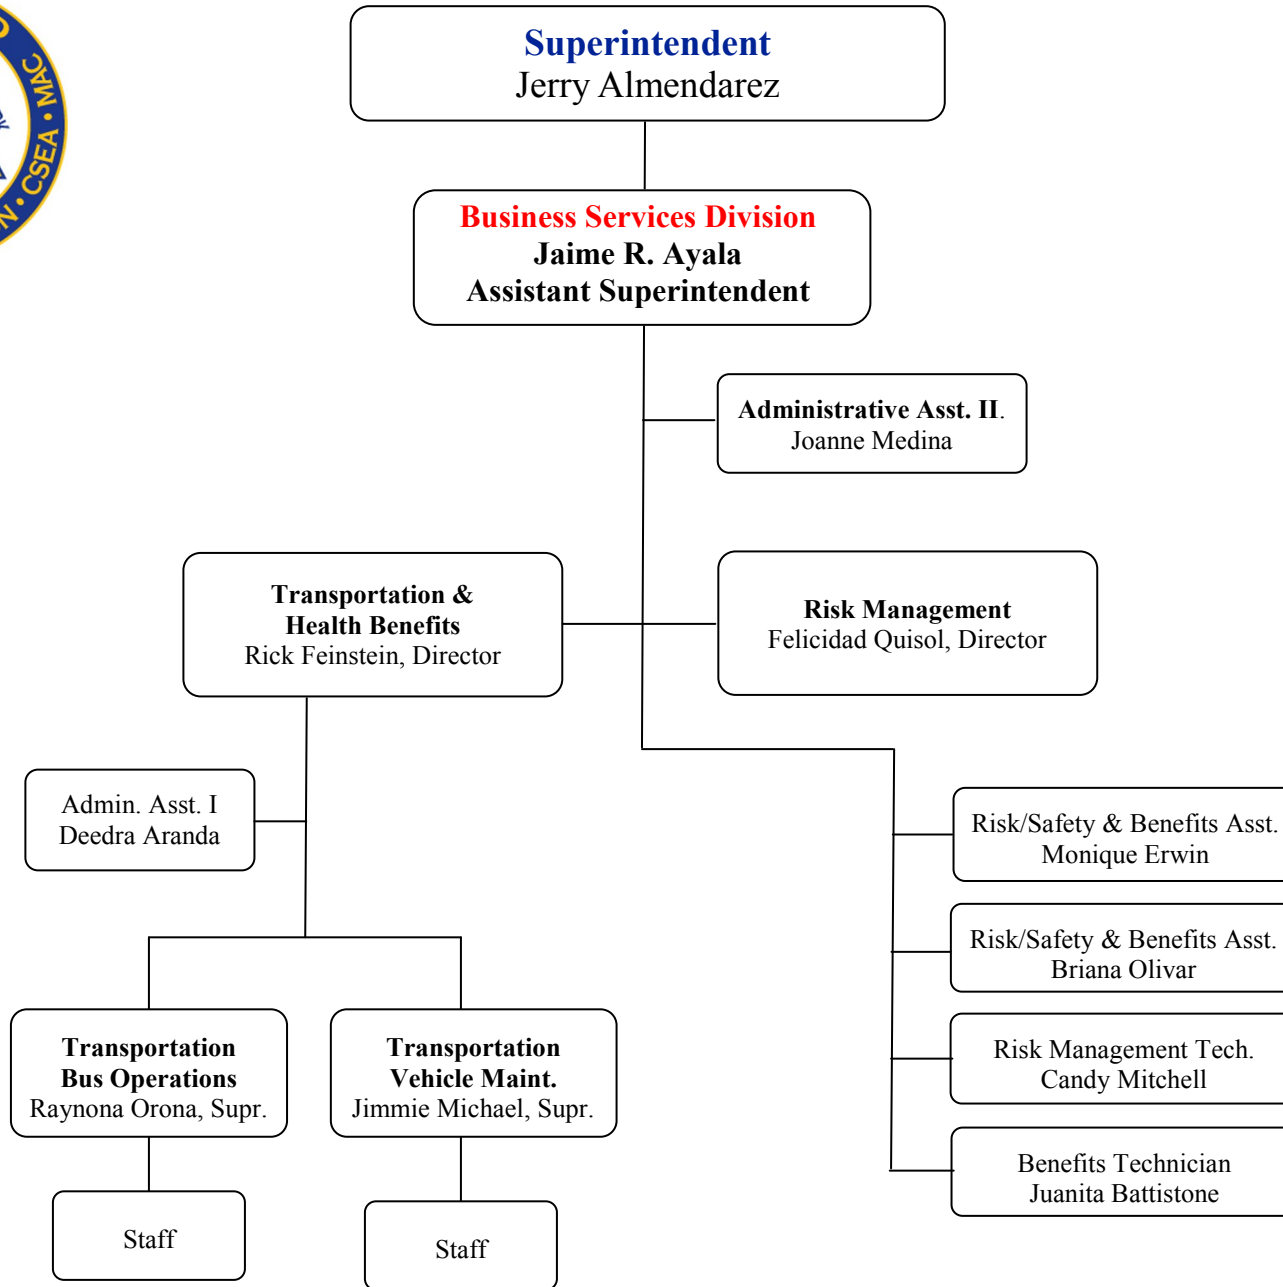 N • CSEA • MAC
Superintendent
Jerry Almendarez
Business Services Division
Jaime R. Ayala
Assistant Superintendent
Administrative Asst. II.
Joanne Medina
Transportation &
Health Benefits
Rick Feinstein, Director
Risk Management
Felicidad Quisol, Director
Admin. Asst. I
Deedra Aranda
Risk/Safety & Benefits Asst.
Monique Erwin
Risk/Safety & Benefits Asst.
Briana Olivar
Transportation
Bus Operations
Raynona Orona, Supr.
Transportation
Vehicle Maint.
Jimmie Michael, Supr.
Risk Management Tech.
Candy Mitchell
Benefits Technician
Juanita Battistone
Staff
Staff